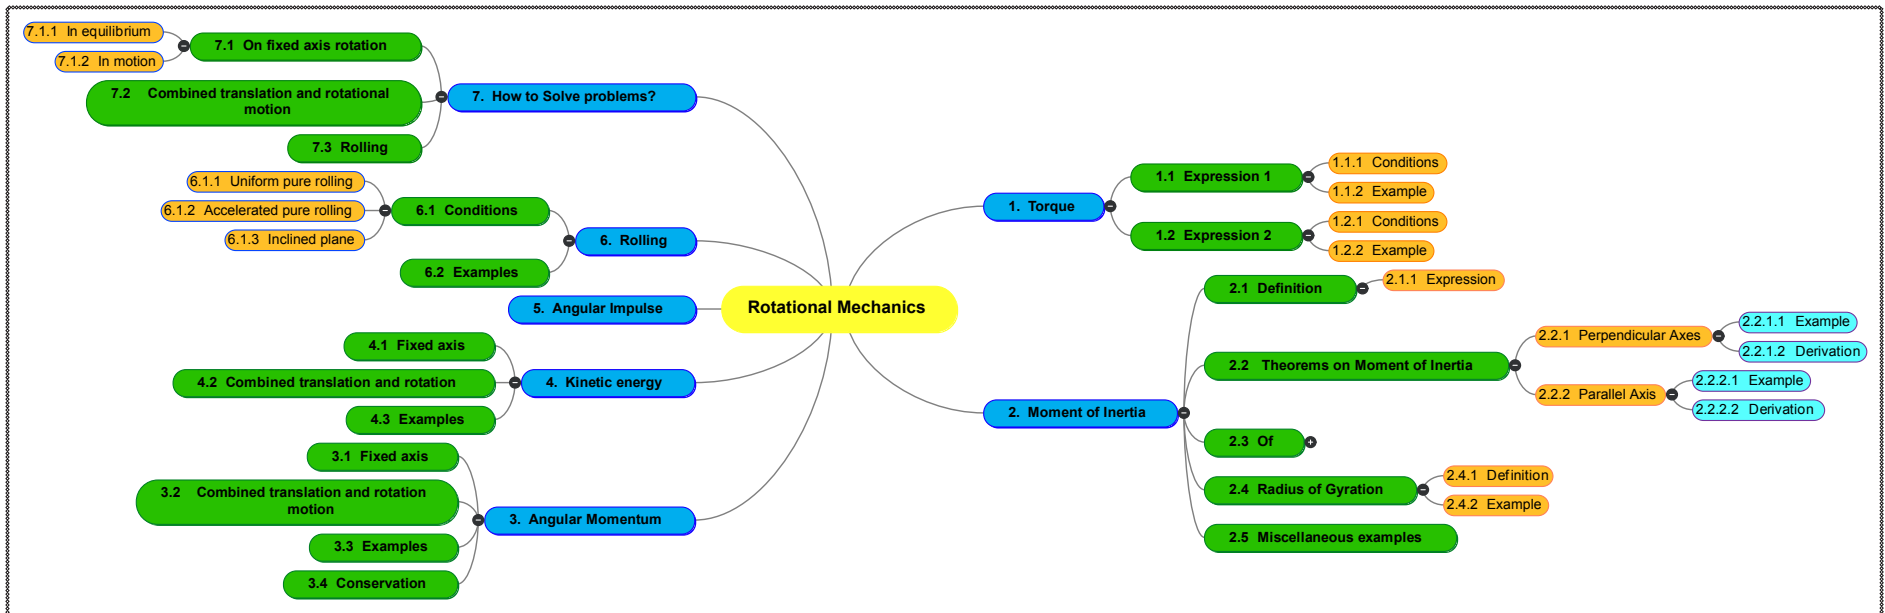 Rotational Mechanics
1. Torque
1.1 Expression 1
1.1.1 Conditions
1.1.2 Example
1.2 Expression 2
1.2.1 Conditions
1.2.2 Example
2. Moment of Inertia
2.1 Definition
2.1.1 Expression
2.2 Theorems on Moment of Inertia
2.2.1 Perpendicular Axes
2.2.1.1 Example
2.2.1.2 Derivation
2.2.2 Parallel Axis
2.2.2.1 Example
2.2.2.2 Derivation
2.3 Of
2.4 Radius of Gyration
2.4.1 Definition
2.4.2 Example
2.5 Miscellaneous examples
3. Angular Momentum
3.1 Fixed axis
3.2 Combined translation and rotation
motion
3.3 Examples
3.4 Conservation
4. Kinetic energy
4.1 Fixed axis
4.2 Combined translation and rotation
4.3 Examples
5. Angular Impulse
6. Rolling
6.1 Conditions
6.1.1 Uniform pure rolling
6.1.2 Accelerated pure rolling
6.1.3 Inclined plane
6.2 Examples
7. How to Solve problems?
7.1 On fixed axis rotation
7.1.1 In equilibrium
7.1.2 In motion
7.2 Combined translation and rotational
motion
7.3 Rolling